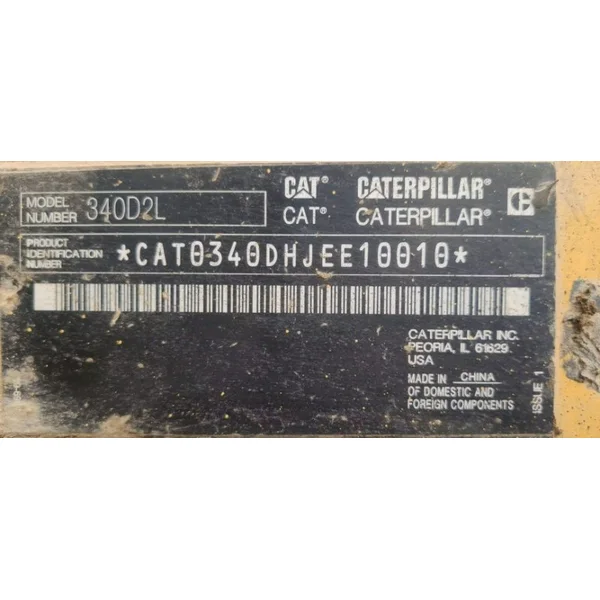 MODEL
NUMBER 340D2L
CAT® CATERPILLAR®
CAT® CATERPILLAR®
PRODUCT
IDENTIFICATION
NUMBER
*CAT0340DHJEE10010*
CATERPILLAR INC.
PEORIA, IL 61629
USA
MADE IN CHINA
OF DOMESTIC AND
FOREIGN COMPONENTS
ISSUE 1